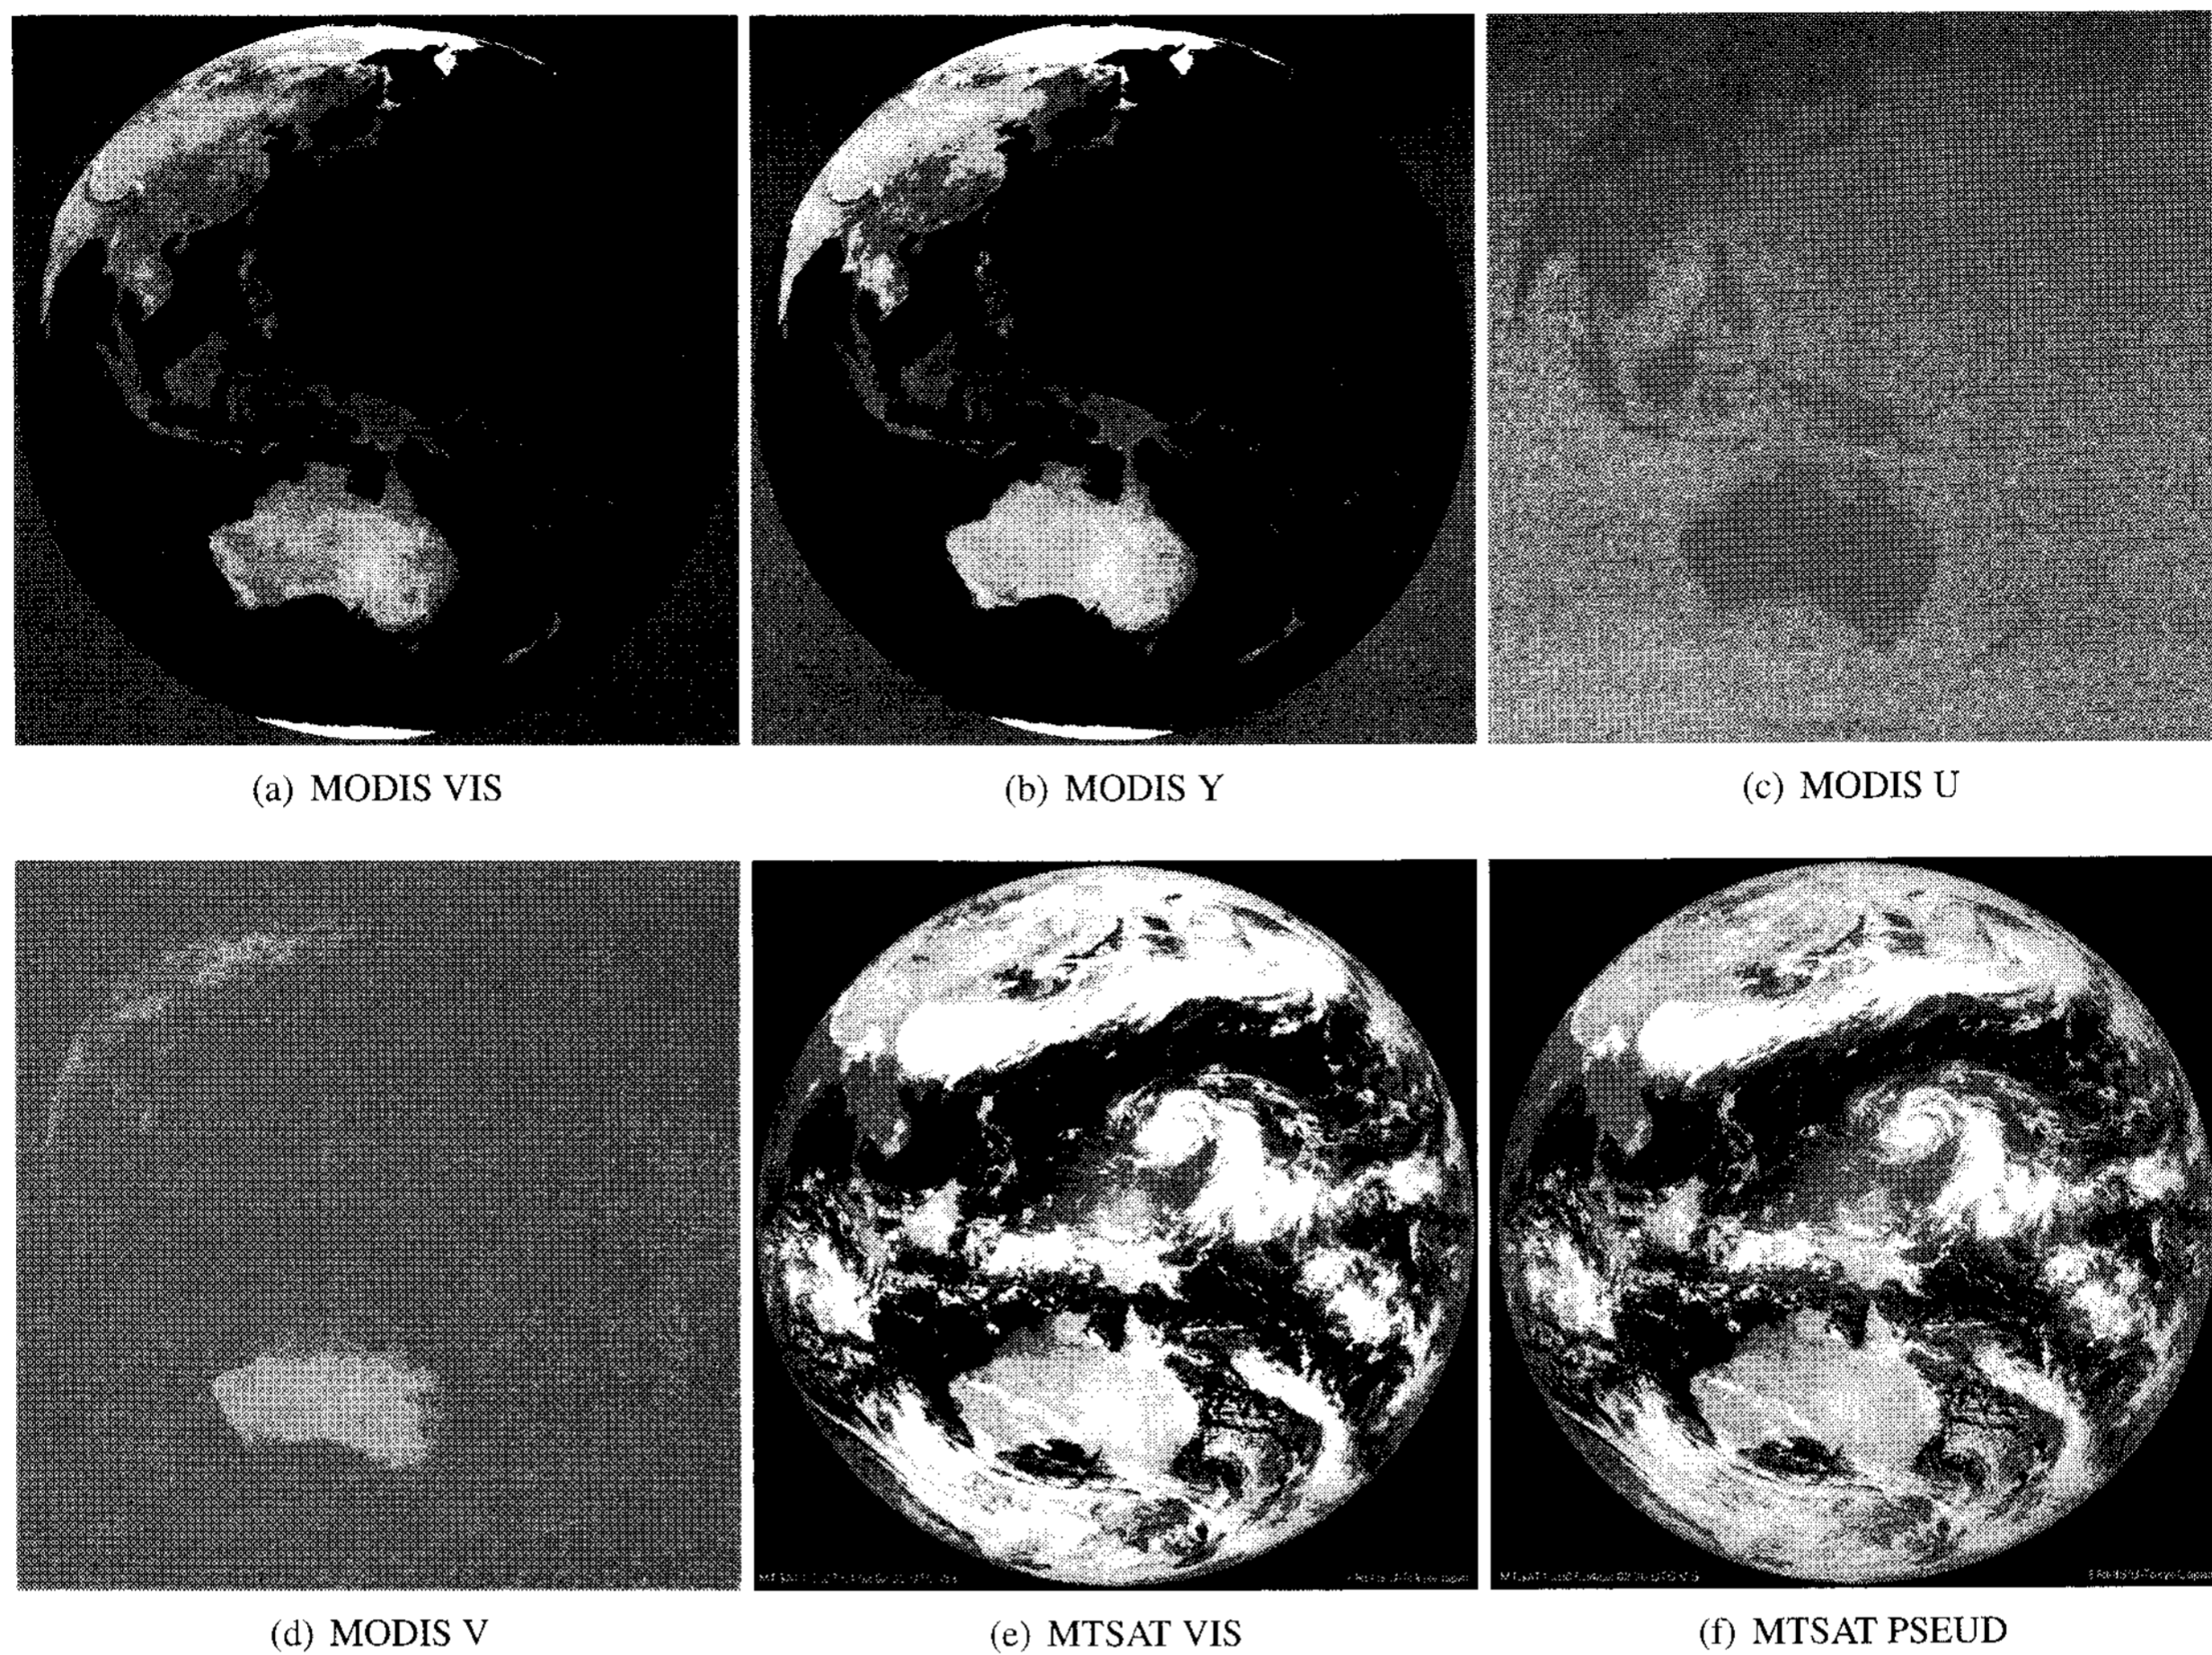 (a) MODIS VIS
(b) MODIS Y
(c) MODIS U
(d) MODIS V
(e) MTSAT VIS
(f) MTSAT PSEUD